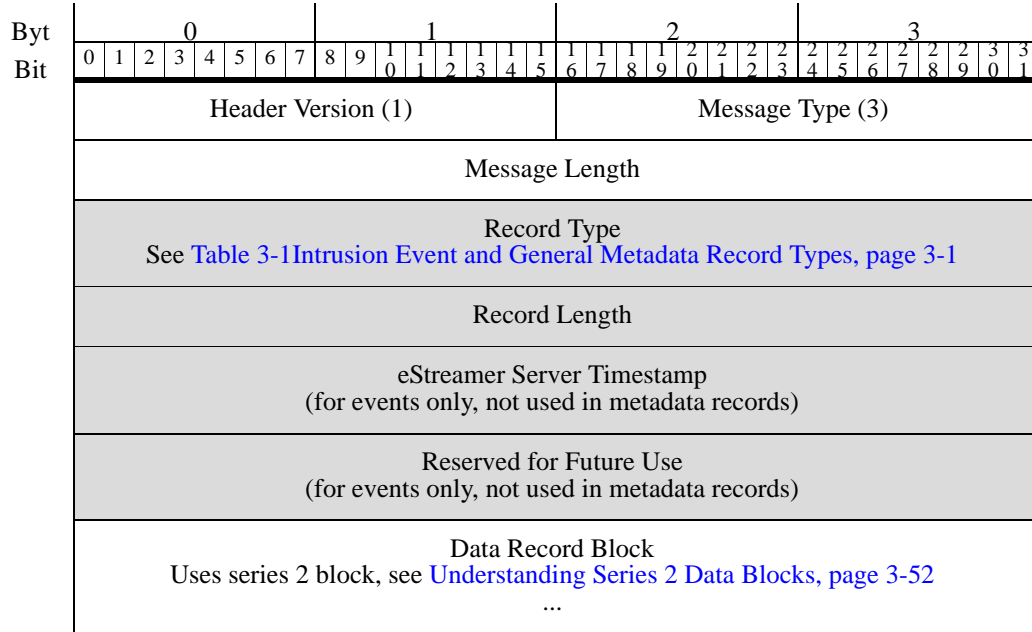 Byt 0 1 2 3
Bit 0 1 2 3 4 5 6 7 8 9 10 11 12 13 14 15 16 17 18 19 20 21 22 23 24 25 26 27 28 29 30 31
Header Version (1) Message Type (3)
Message Length
Record Type
See Table 3-1Intrusion Event and General Metadata Record Types, page 3-1
Record Length
eStreamer Server Timestamp
(for events only, not used in metadata records)
Reserved for Future Use
(for events only, not used in metadata records)
Data Record Block
Uses series 2 block, see Understanding Series 2 Data Blocks, page 3-52
...